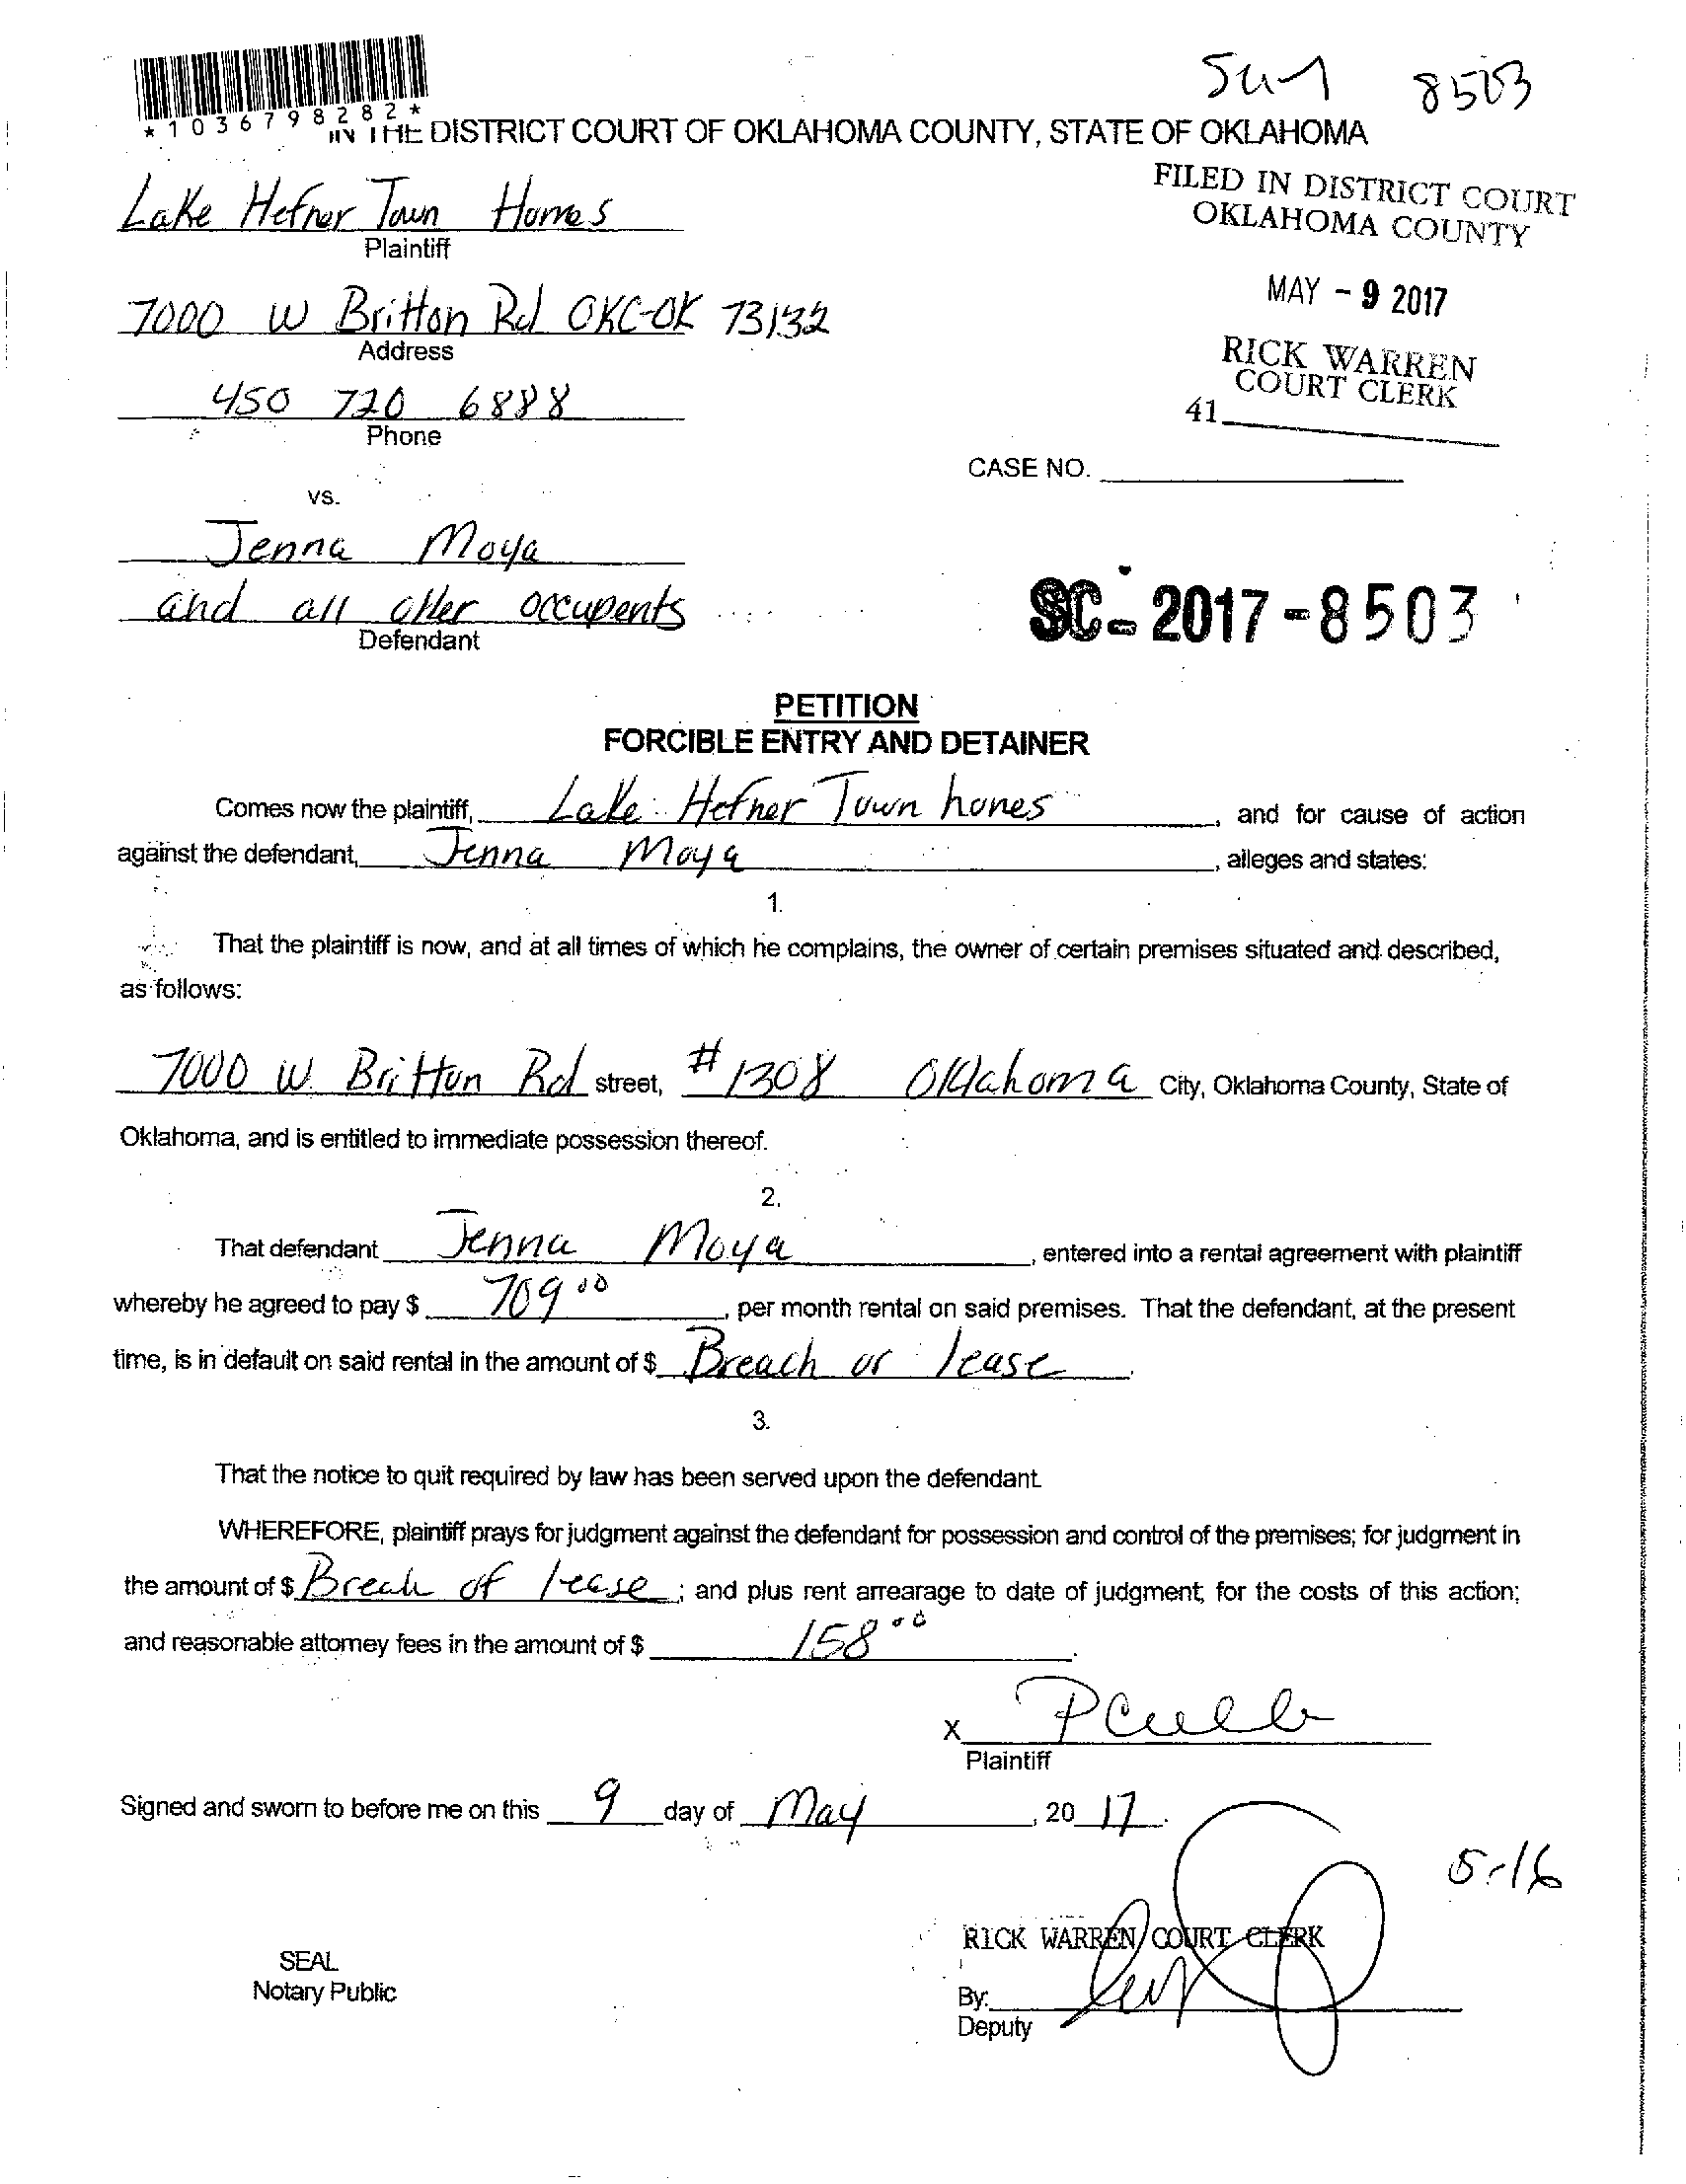 8503
*1036798282*
IN THE DISTRICT COURT OF OKLAHOMA COUNTY, STATE OF OKLAHOMA
FILED IN DISTRICT COURT
OKLAHOMA COUNTY
Lake Hefner Town Homes
Plaintiff
MAY - 9 2017
7000 W Britton Rd OKC-OK 73132
Address
RICK WARREN
COURT CLERK
41
450 720 6888
Phone
CASE NO.
vs.
Jenna Moya
and all other occupents
Defendant
SC-2017-8503
PETITION
FORCIBLE ENTRY AND DETAINER
Comes now the plaintiff, Lake Hefner Town homes, and for cause of action
against the defendant, Jenna Moya, alleges and states:
1.
That the plaintiff is now, and at all times of which he complains, the owner of certain premises situated and described,
as follows:
7000 W. Britton Rd street, #1308 Oklahoma City, Oklahoma County, State of
Oklahoma, and is entitled to immediate possession thereof.
2.
That defendant Jenna Moya, entered into a rental agreement with plaintiff
whereby he agreed to pay $ 709.00, per month rental on said premises. That the defendant, at the present
time, is in default on said rental in the amount of $ Breach of lease.
3.
That the notice to quit required by law has been served upon the defendant.
WHEREFORE, plaintiff prays for judgment against the defendant for possession and control of the premises; for judgment in
the amount of $ Breach of lease; and plus rent arrearage to date of judgment, for the costs of this action;
and reasonable attorney fees in the amount of $ 158.00.
X
Plaintiff
Signed and sworn to before me on this 9 day of May, 20 17.
5-16
RICK WARREN COURT CLERK
SEAL
Notary Public
By:
Deputy